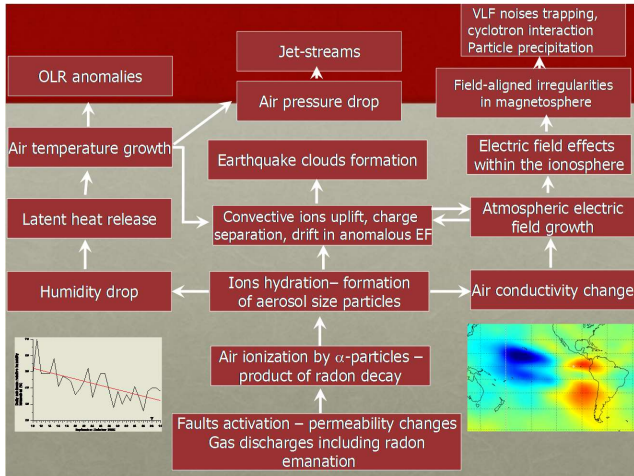 VLF noises trapping,
cyclotron interaction
Particle precipitation
Jet-streams
OLR anomalies
Air pressure drop
Field-aligned irregularities
in magnetosphere
Air temperature growth
Earthquake clouds formation
Electric field effects
within the ionosphere
Latent heat release
Convective ions uplift, charge
separation, drift in anomalous EF
Atmospheric electric
field growth
Humidity drop
Ions hydration– formation
of aerosol size particles
Air conductivity change
Air ionization by α-particles –
product of radon decay
Faults activation – permeability changes
Gas discharges including radon
emanation